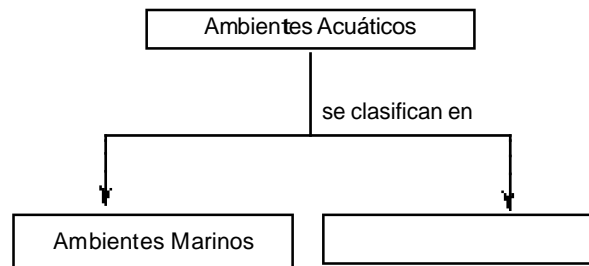 Ambientes Acuáticos
se clasifican en
Ambientes Marinos